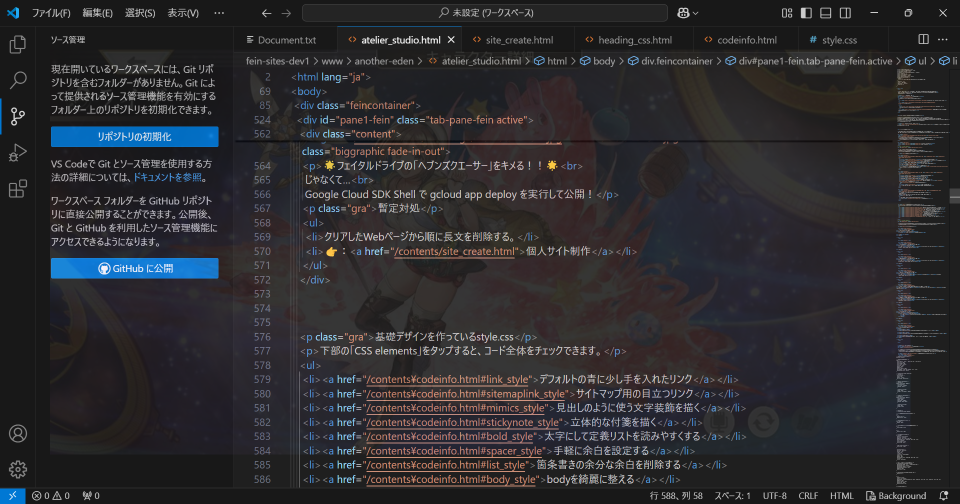 ファイル(F) 編集(E) 選択(S) 表示(V) … 未設定 (ワークスペース)
ソース管理
Document.txt atelier_studio.html site_create.html heading_css.html codeinfo.html style.css
fein-sites-dev1 > www > another-eden > atelier_studio.html > html > body > div.feincontainer > div#pane1-fein.tab-pane-fein.active > ul > li
現在開いているワークスペースには、Git リポジトリを含むフォルダーがありません。Git によって提供されるソース管理機能を有効にするフォルダー上のリポジトリを初期化できます。
リポジトリの初期化
VS Codeで Git とソース管理を使用する方法の詳細については、ドキュメントを参照。
ワークスペース フォルダーを GitHub リポジトリに直接公開することができます。公開後、Git と GitHub を利用したソース管理機能にアクセスできるようになります。
GitHub に公開
2 <html lang="ja">
69 <body>
85 <div class="feincontainer">
524 <div id="pane1-fein" class="tab-pane-fein active">
562 <div class="content">
class="biggraphic fade-in-out">
564 <p>🌟フェイタルドライブの「ヘブンズクエーサー」をキメる！！🌟<br>
565 じゃなくて…<br>
566 Google Cloud SDK Shell で gcloud app deploy を実行して公開！</p>
567 <p class="gra">暫定対処</p>
568 <ul>
569 <li>クリアしたWebページから順に長文を削除する。</li>
570 <li>👉：<a href="/contents/site_create.html">個人サイト制作</a></li>
571 </ul>
572 </div>
573
574
575
576 <p class="gra">基礎デザインを作っているstyle.css</p>
577 <p>下部の「CSS elements」をタップすると、コード全体をチェックできます。</p>
578 <ul>
579 <li><a href="/contents¥codeinfo.html#link_style">デフォルトの青に少し手を入れたリンク</a></li>
580 <li><a href="/contents¥codeinfo.html#sitemaplink_style">サイトマップ用の目立つリンク</a></li>
581 <li><a href="/contents¥codeinfo.html#mimics_style">見出しのように使う文字装飾を描く</a></li>
582 <li><a href="/contents¥codeinfo.html#stickynote_style">立体的な付箋を描く</a></li>
583 <li><a href="/contents¥codeinfo.html#bold_style">太字にして定義リストを読みやすくする</a></li>
584 <li><a href="/contents¥codeinfo.html#spacer_style">手軽に余白を設定する</a></li>
585 <li><a href="/contents¥codeinfo.html#list_style">箇条書きの余分な余白を削除する</a></li>
586 <li><a href="/contents¥codeinfo.html#body_style">bodyを綺麗に整える</a></li>
0 0 0 行 588、列 58 スペース: 1 UTF-8 CRLF HTML Background